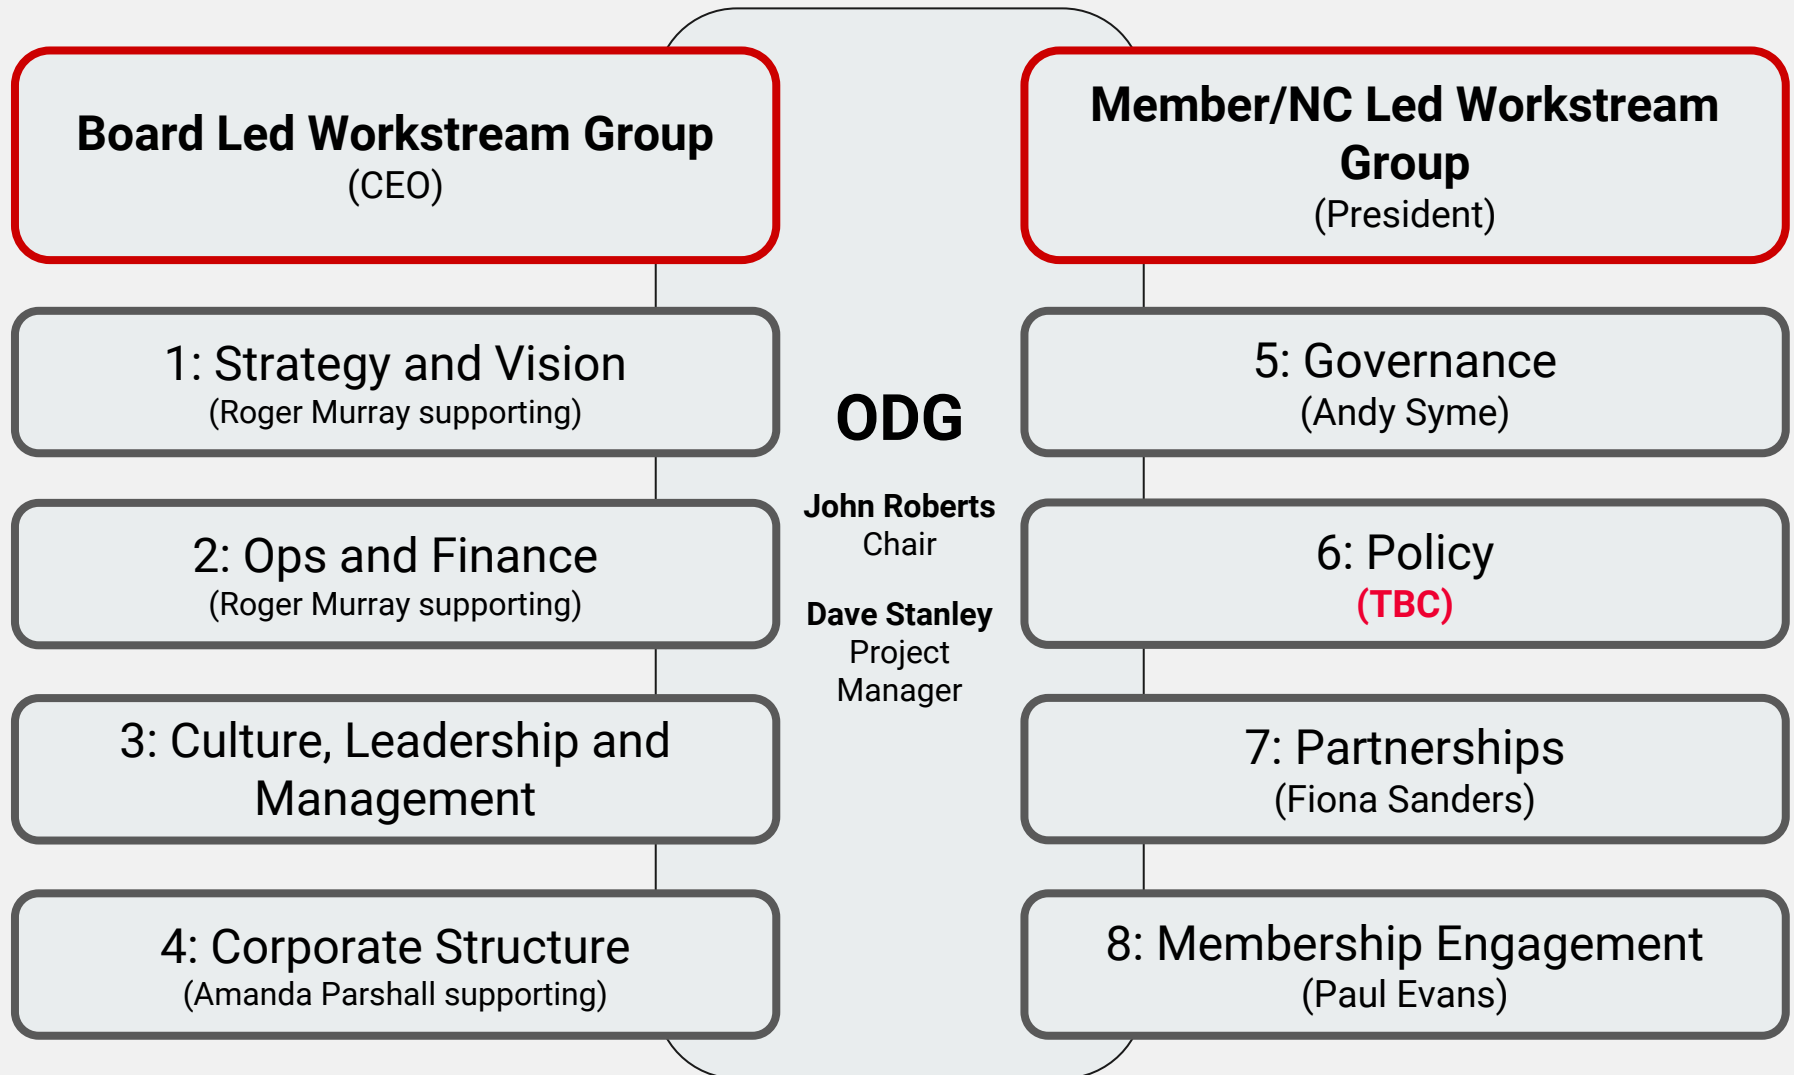 Board Led Workstream Group
(CEO)
1: Strategy and Vision
(Roger Murray supporting)
2: Ops and Finance
(Roger Murray supporting)
3: Culture, Leadership and
Management
4: Corporate Structure
(Amanda Parshall supporting)
ODG
John Roberts
Chair
Dave Stanley
Project
Manager
Member/NC Led Workstream
Group
(President)
5: Governance
(Andy Syme)
6: Policy
(TBC)
7: Partnerships
(Fiona Sanders)
8: Membership Engagement
(Paul Evans)